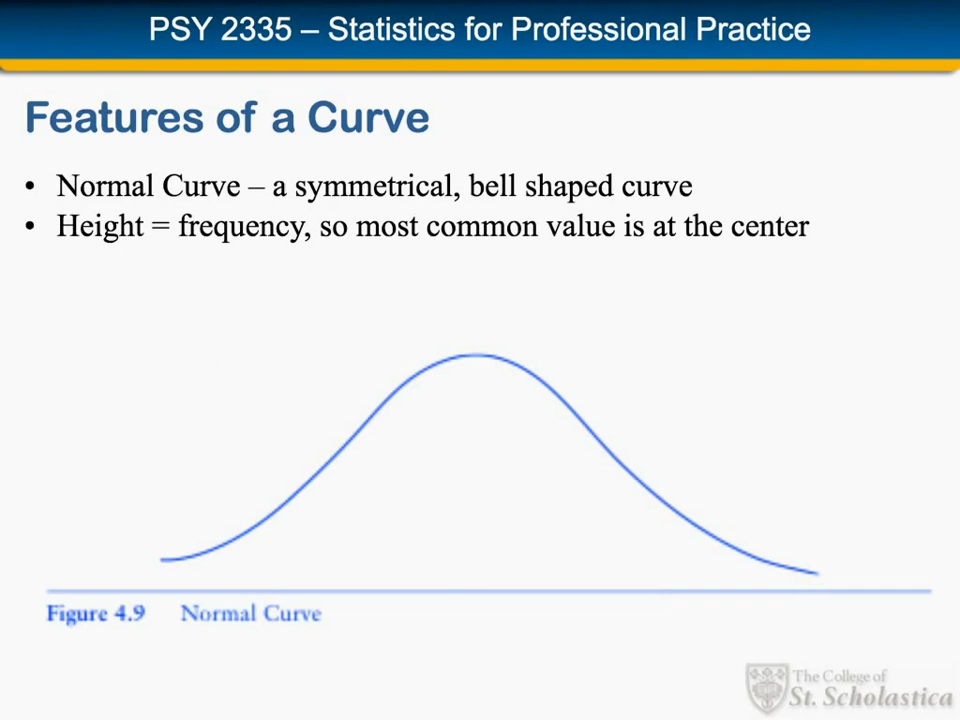 PSY 2335 – Statistics for Professional Practice
Features of a Curve
• Normal Curve – a symmetrical, bell shaped curve
• Height = frequency, so most common value is at the center
Figure 4.9 Normal Curve
The College of
St. Scholastica